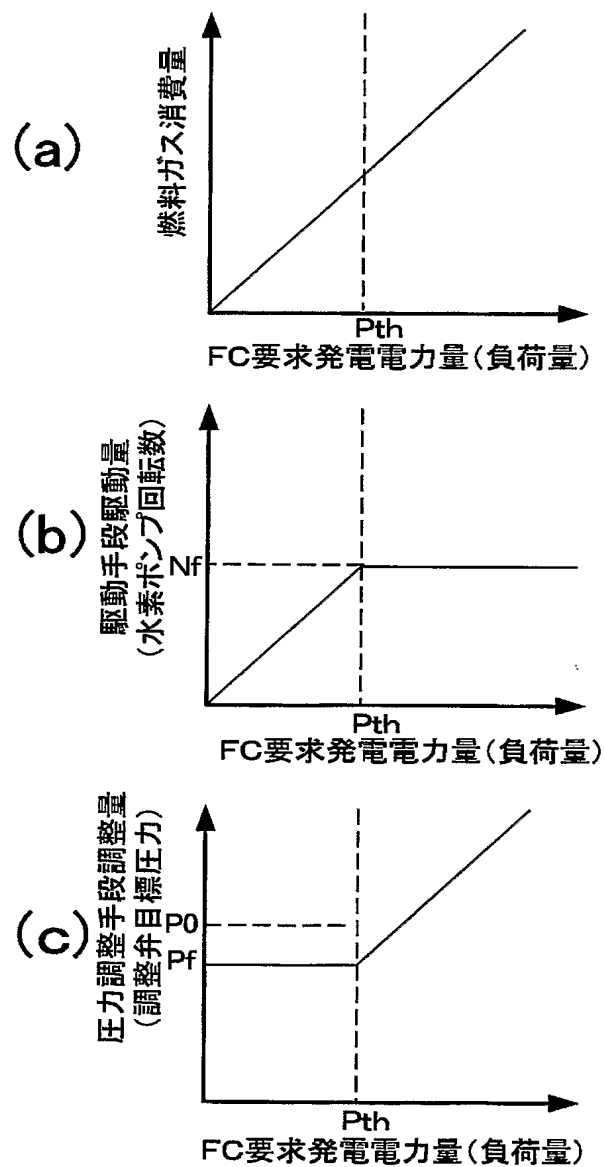 (a)
燃料ガス消費量
Pth
FC要求発電電力量(負荷量)
(b)
駆動手段駆動量
(水素ポンプ回転数)
Nf
Pth
FC要求発電電力量(負荷量)
(c)
圧力調整手段調整量
(調整弁目標圧力)
P0
Pf
Pth
FC要求発電電力量(負荷量)